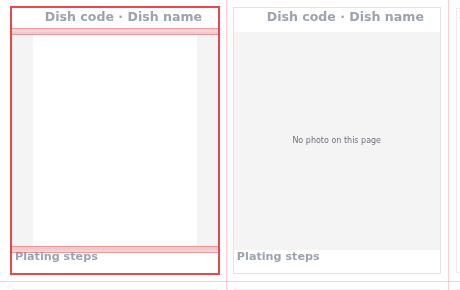 Dish code · Dish name
Plating steps
Dish code · Dish name
No photo on this page
Plating steps